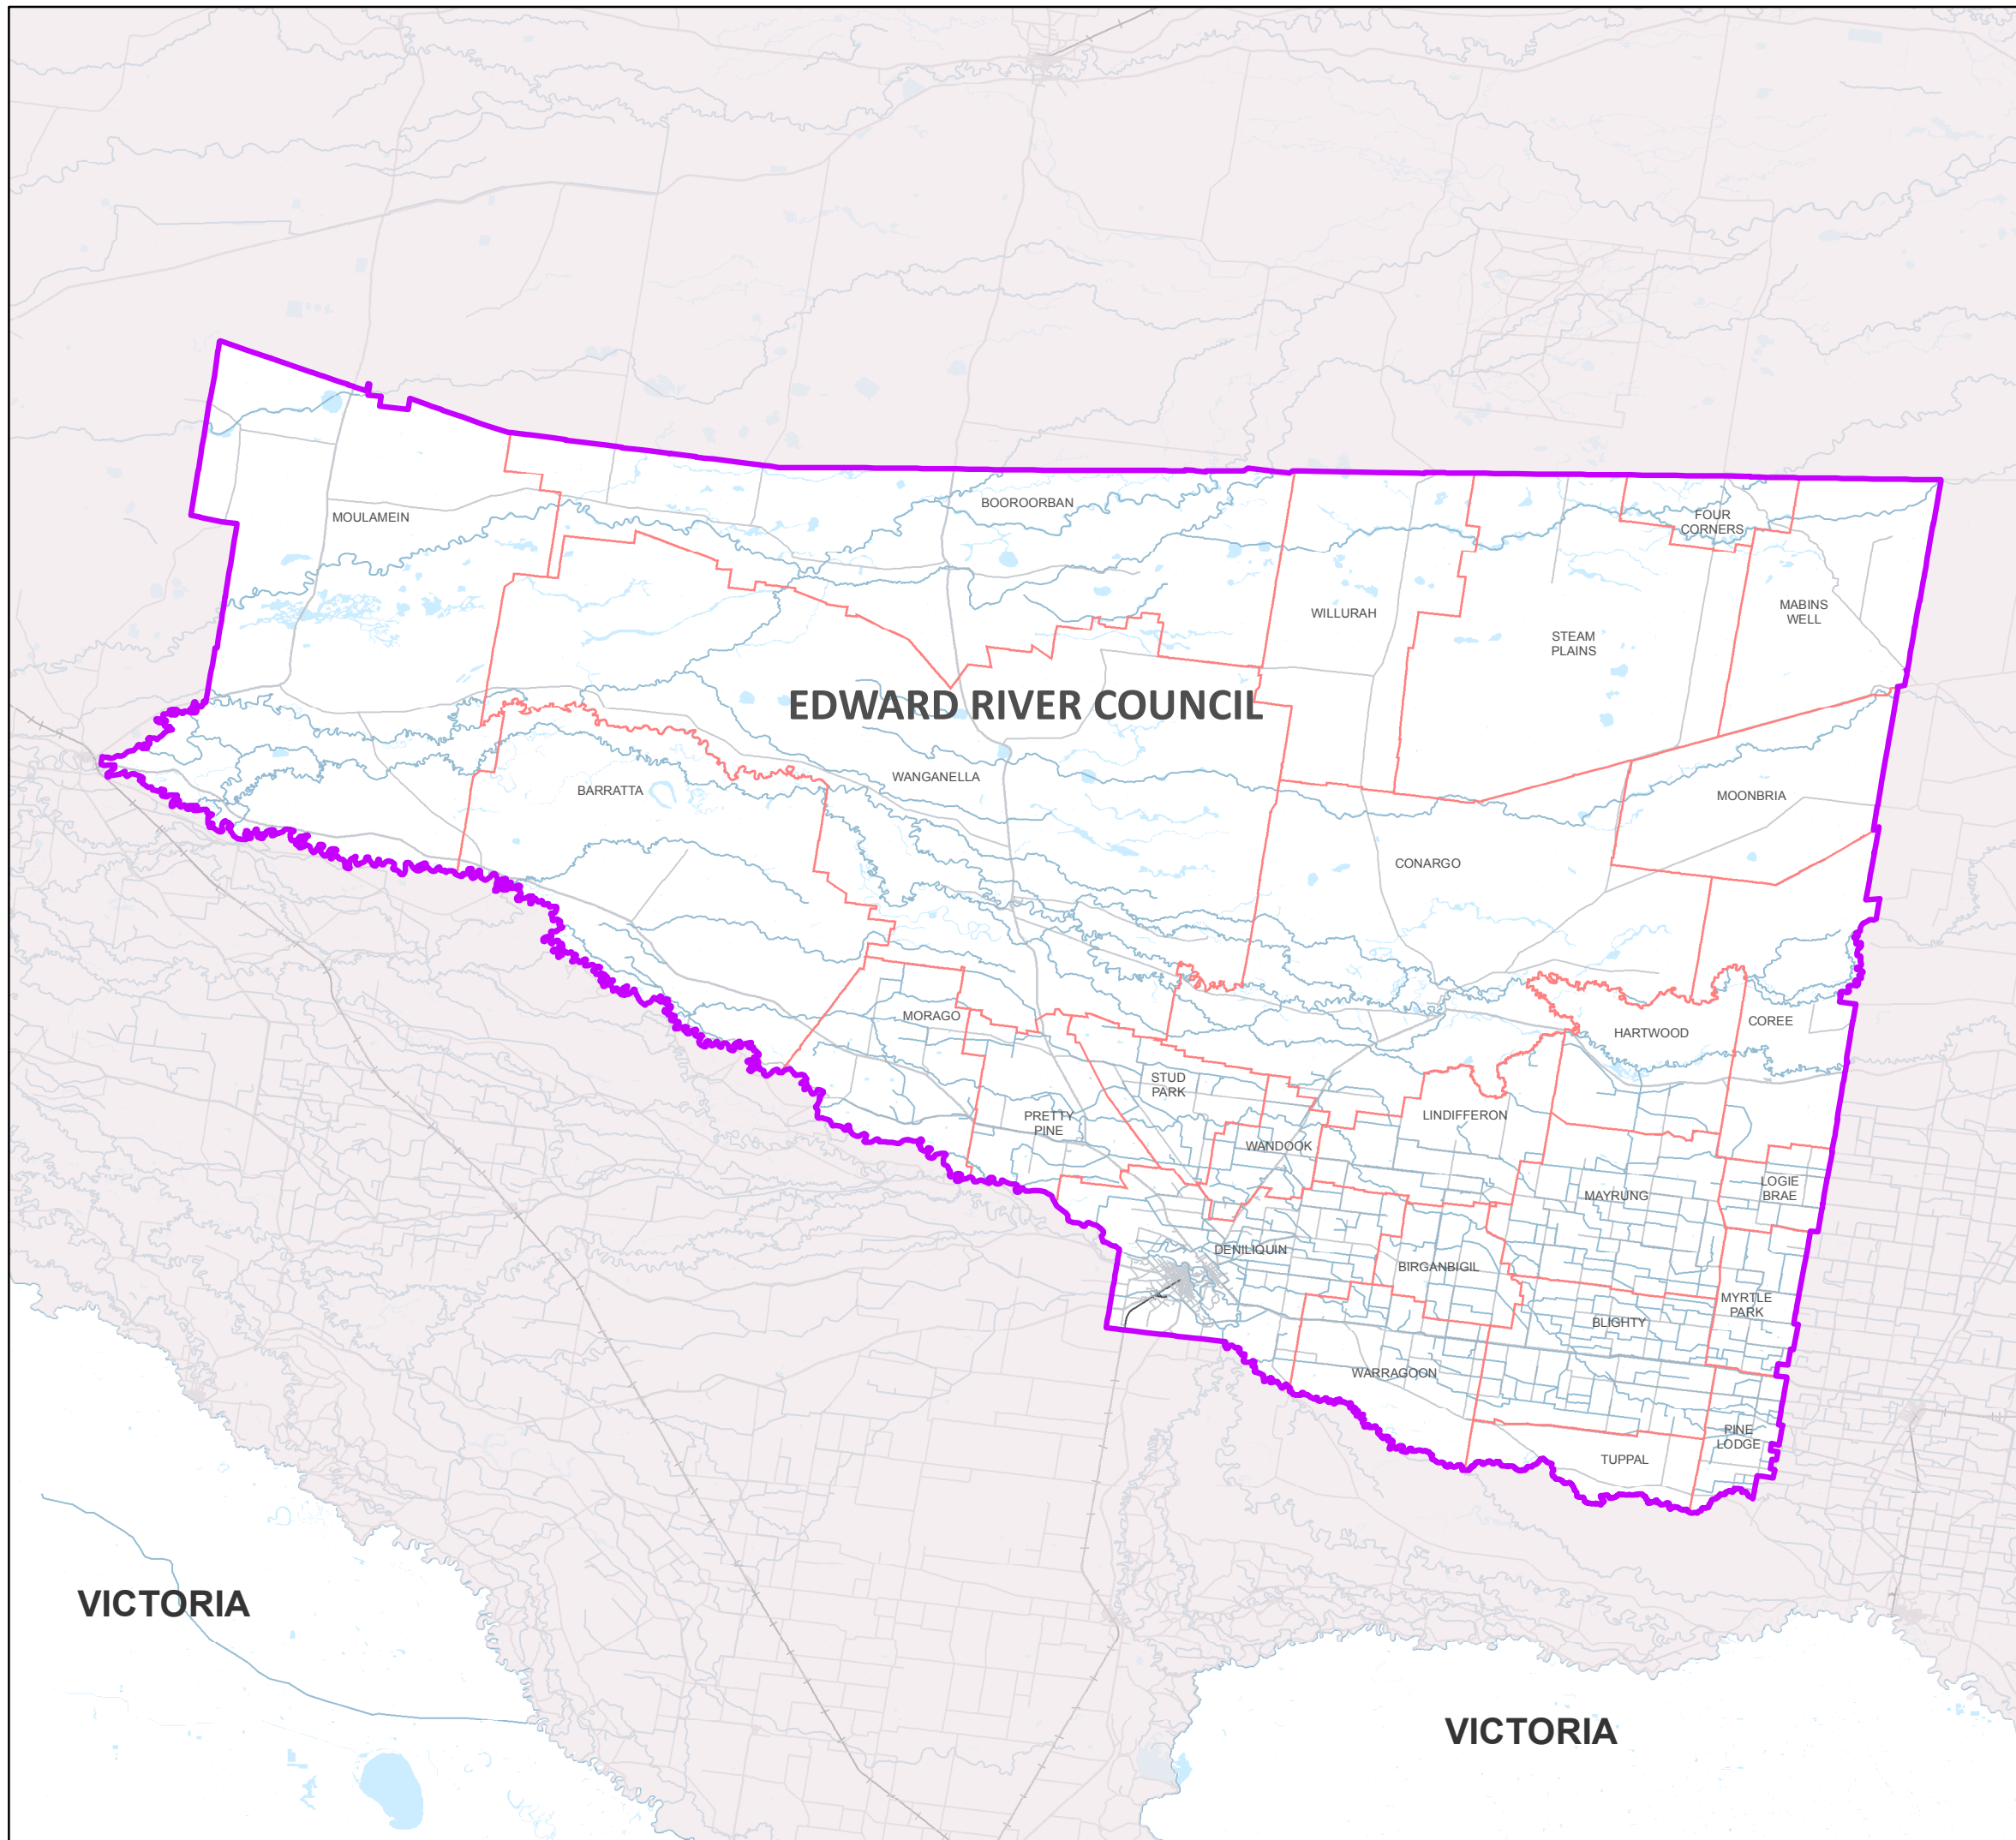 BOOROORBAN
MOULAMEIN
FOUR
CORNERS
WILLURAH
MABINS
WELL
STEAM
PLAINS
EDWARD RIVER COUNCIL
WANGANELLA
BARRATTA
MOONBRIA
CONARGO
MORAGO
HARTWOOD
COREE
STUD
PARK
PRETTY
PINE
LINDIFFERON
WANDOOK
MAYRUNG
LOGIE
BRAE
DENILIQUIN
BIRGANBIGIL
MYRTLE
PARK
BLIGHTY
WARRAGOON
PINE
LODGE
TUPPAL
VICTORIA
VICTORIA